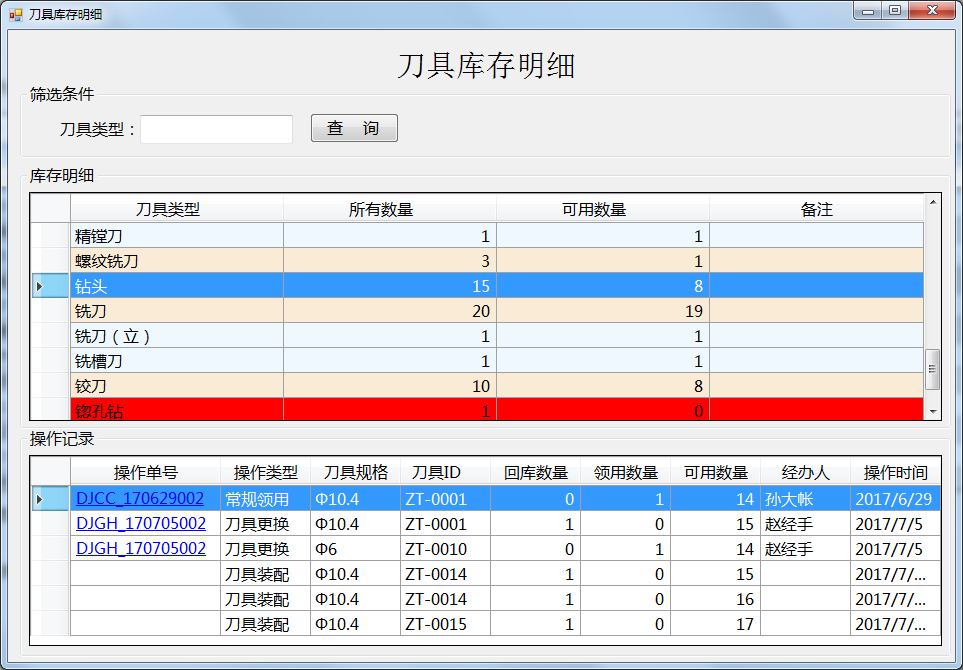 刀具库存明细
刀具库存明细
筛选条件
刀具类型：
查 询
库存明细
刀具类型 所有数量 可用数量 备注
精镗刀 1 1
螺纹铣刀 3 1
钻头 15 8
铣刀 20 19
铣刀（立） 1 1
铣槽刀 1 1
铰刀 10 8
锪孔钻 1 0
操作记录
操作单号 操作类型 刀具规格 刀具ID 回库数量 领用数量 可用数量 经办人 操作时间
DJCC_170629002 常规领用 Φ10.4 ZT-0001 0 1 14 孙大帐 2017/6/29
DJGH_170705002 刀具更换 Φ10.4 ZT-0001 1 0 15 赵经手 2017/7/5
DJGH_170705002 刀具更换 Φ6 ZT-0010 0 1 14 赵经手 2017/7/5
刀具装配 Φ10.4 ZT-0014 1 0 15 2017/7/...
刀具装配 Φ10.4 ZT-0014 1 0 16 2017/7/...
刀具装配 Φ10.4 ZT-0015 1 0 17 2017/7/...